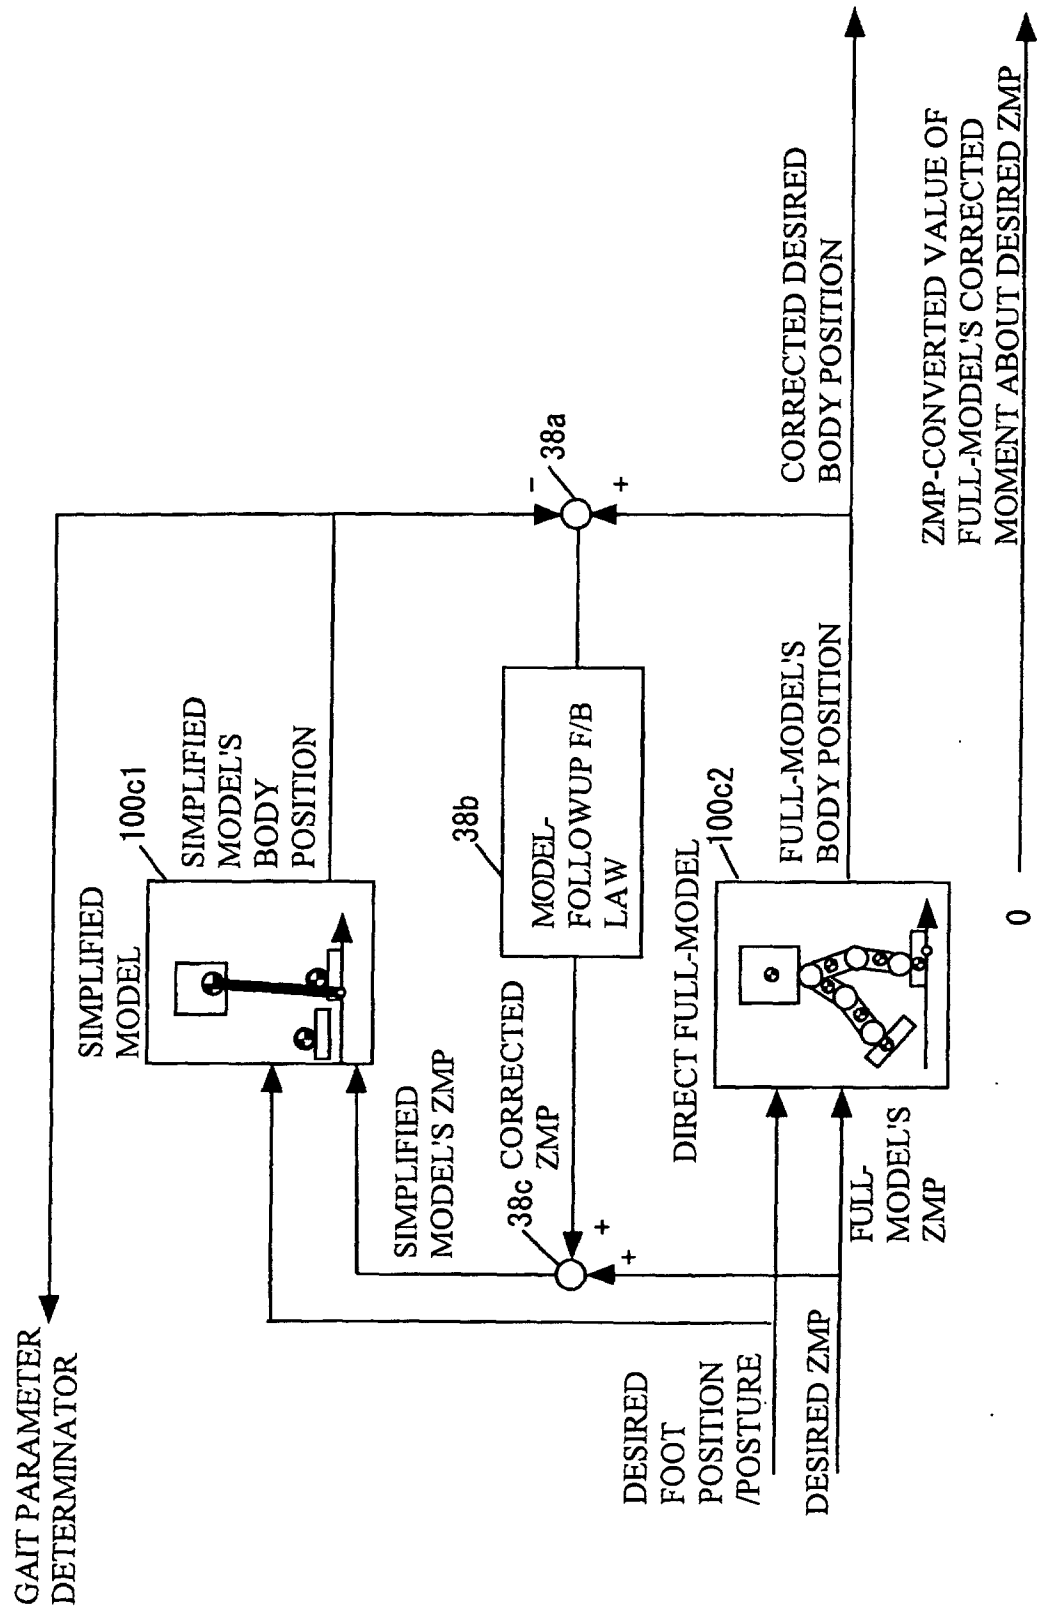 GAIT PARAMETER
DETERMINATOR
SIMPLIFIED
MODEL
100c1
SIMPLIFIED
MODEL'S
BODY
POSITION
SIMPLIFIED
MODEL'S ZMP
38c
CORRECTED
ZMP
38b
MODEL-
FOLLOWUP F/B
LAW
-
38a
+
+
+
DESIRED
FOOT
POSITION
/POSTURE
DESIRED ZMP
DIRECT FULL-MODEL
100c2
FULL-
MODEL'S
ZMP
FULL-MODEL'S
BODY POSITION
CORRECTED DESIRED
BODY POSITION
0
ZMP-CONVERTED VALUE OF
FULL-MODEL'S CORRECTED
MOMENT ABOUT DESIRED ZMP